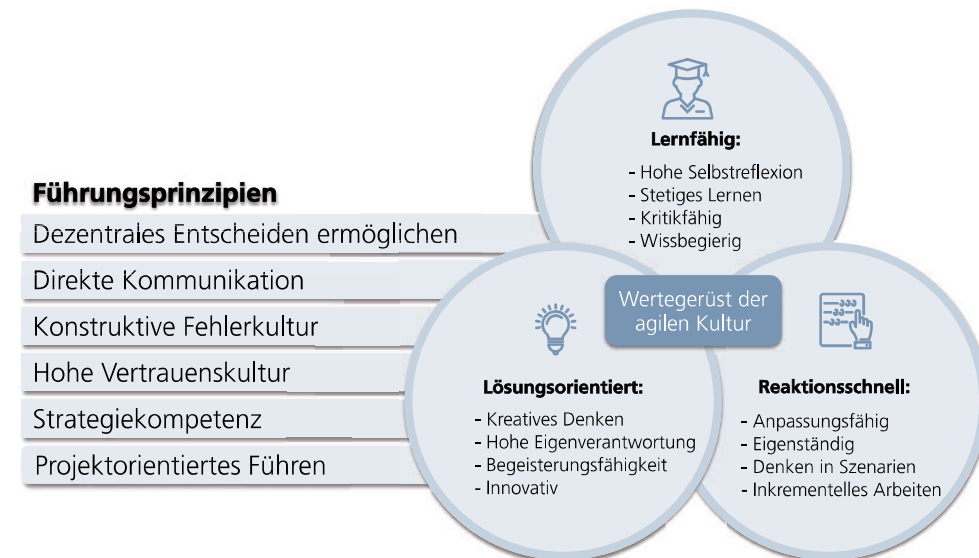 Führungsprinzipien
Dezentrales Entscheiden ermöglichen
Direkte Kommunikation
Konstruktive Fehlerkultur
Hohe Vertrauenskultur
Strategiekompetenz
Projektorientiertes Führen
Lernfähig:
- Hohe Selbstreflexion
- Stetiges Lernen
- Kritikfähig
- Wissbegierig
Wertegerüst der
agilen Kultur
Lösungsorientiert:
- Kreatives Denken
- Hohe Eigenverantwortung
- Begeisterungsfähigkeit
- Innovativ
Reaktionsschnell:
- Anpassungsfähig
- Eigenständig
- Denken in Szenarien
- Inkrementelles Arbeiten